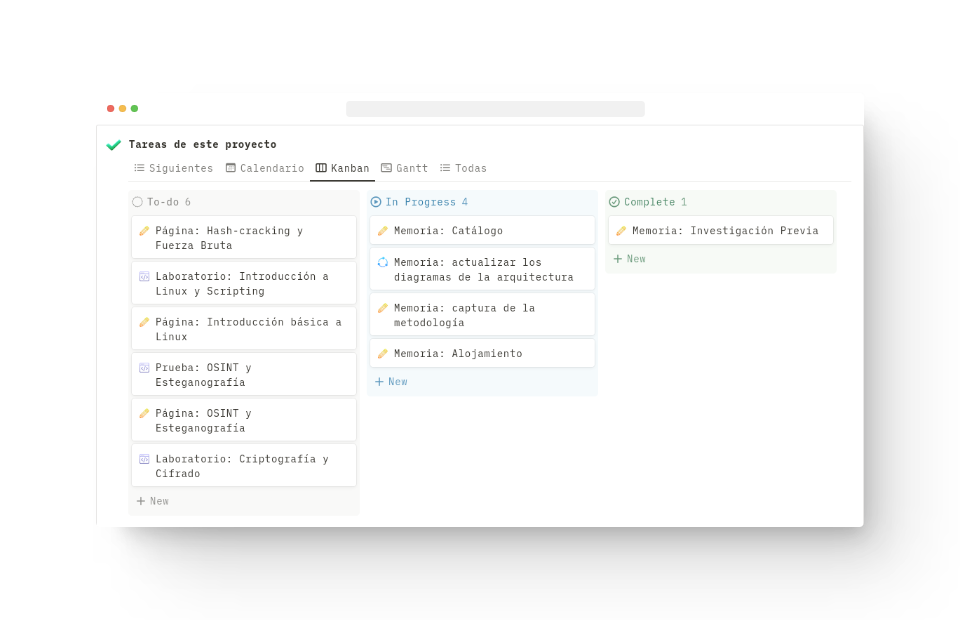 Tareas de este proyecto
Siguientes Calendario Kanban Gantt Todas
To-do 6
Página: Hash-cracking y
Fuerza Bruta
Laboratorio: Introducción a
Linux y Scripting
Página: Introducción básica a
Linux
Prueba: OSINT y
Esteganografía
Página: OSINT y
Esteganografía
Laboratorio: Criptografía y
Cifrado
+ New
In Progress 4
Memoria: Catálogo
Memoria: actualizar los
diagramas de la arquitectura
Memoria: captura de la
metodología
Memoria: Alojamiento
+ New
Complete 1
Memoria: Investigación Previa
+ New